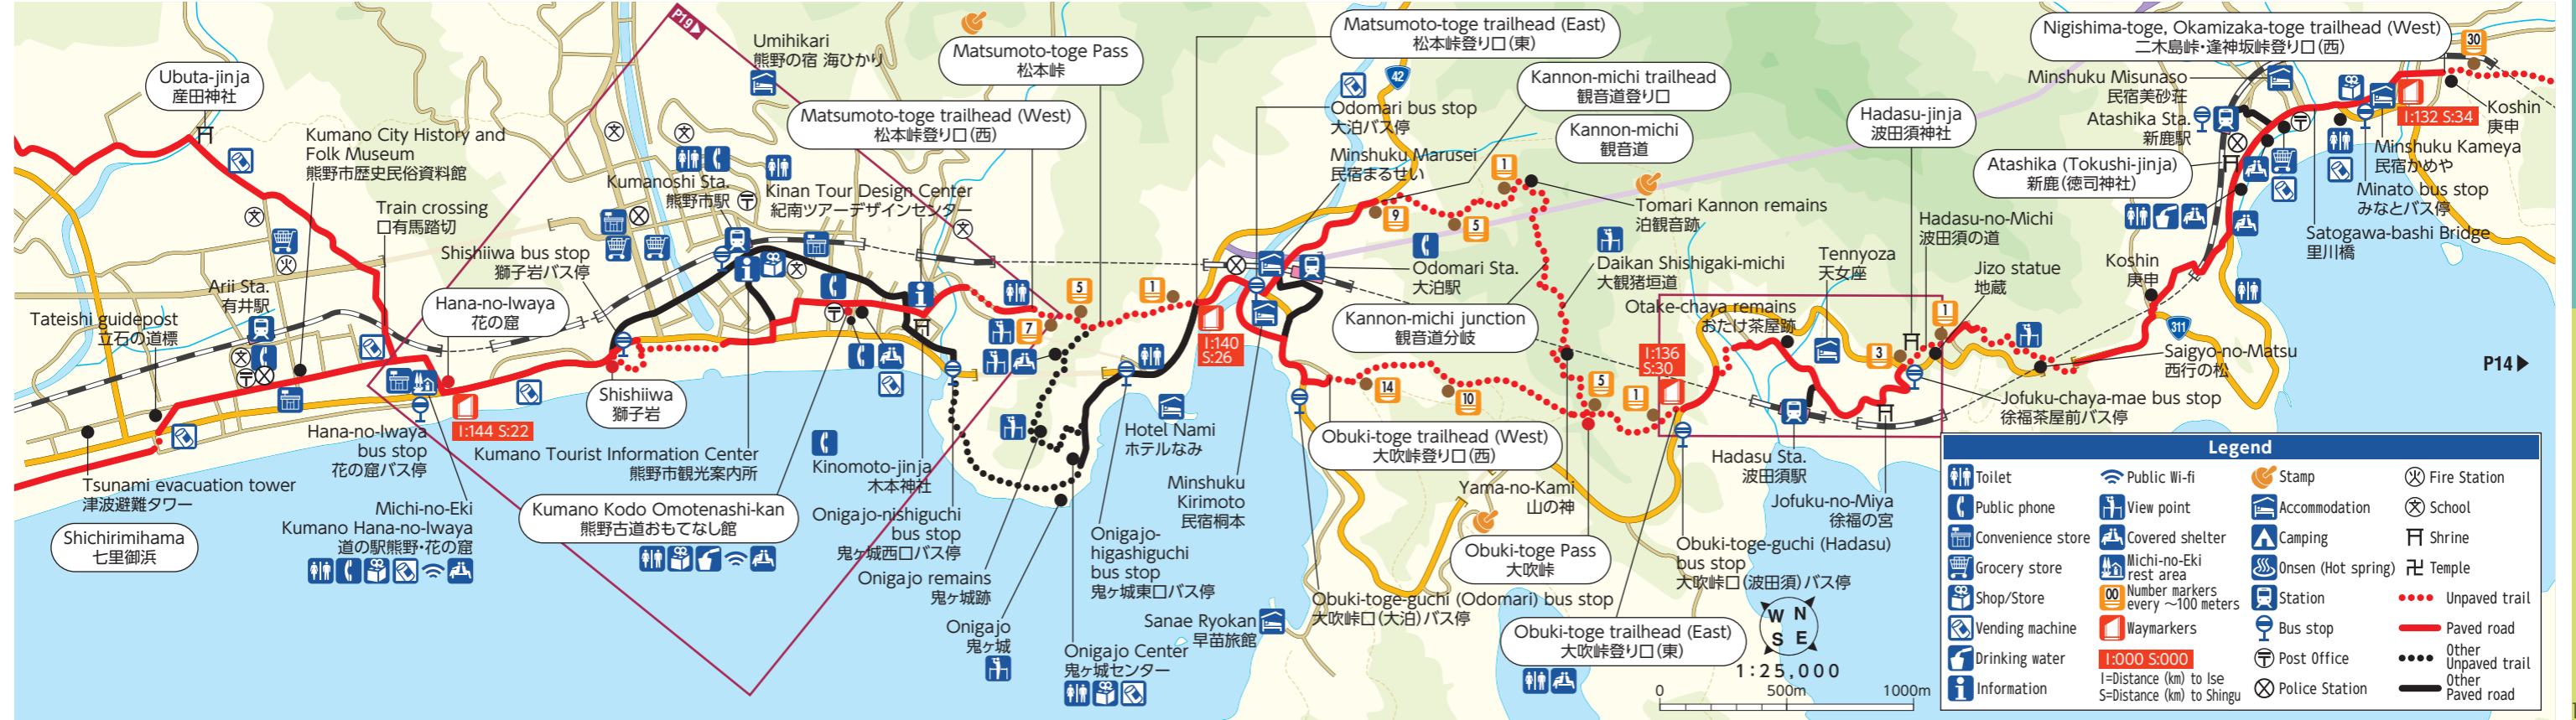 P19▶
Ubuta-jinja
産田神社
Kumano City History and
Folk Museum
熊野市歴史民俗資料館
Train crossing
口有馬踏切
Shishiiwa bus stop
獅子岩バス停
Arii Sta.
有井駅
Tateishi guidepost
立石の道標
Hana-no-Iwaya
花の窟
Umihikari
熊野の宿 海ひかり
Matsumoto-toge Pass
松本峠
Matsumoto-toge trailhead (West)
松本峠登り口(西)
Kumanoshi Sta.
熊野市駅
Kinan Tour Design Center
紀南ツアーデザインセンター
Matsumoto-toge trailhead (East)
松本峠登り口(東)
42
Odomari bus stop
大泊バス停
Minshuku Marusei
民宿まるせい
Kannon-michi trailhead
観音道登り口
Kannon-michi
観音道
Tomari Kannon remains
泊観音跡
Odomari Sta.
大泊駅
Daikan Shishigaki-michi
大観猪垣道
Kannon-michi junction
観音道分岐
Otake-chaya remains
おたけ茶屋跡
Tennyoza
天女座
Hadasu-jinja
波田須神社
Hadasu-no-Michi
波田須の道
Jizo statue
地蔵
Nigishima-toge, Okamizaka-toge trailhead (West)
二木島峠・逢神坂峠登り口(西)
30
Minshuku Misunaso
民宿美砂荘
Atashika Sta.
新鹿駅
Atashika (Tokushi-jinja)
新鹿(徳司神社)
I:132 S:34
Koshin
庚申
Minshuku Kameya
民宿かめや
Minato bus stop
みなとバス停
Satogawa-bashi Bridge
里川橋
Koshin
庚申
311
Saigyo-no-Matsu
西行の松
P14▶
Jofuku-chaya-mae bus stop
徐福茶屋前バス停
1
9
5
5
1
7
I:140
S:26
14
10
5
1
I:136
S:30
3
1
Shishiiwa
獅子岩
I:144 S:22
Hana-no-Iwaya
bus stop
花の窟バス停
Tsunami evacuation tower
津波避難タワー
Shichirimihama
七里御浜
Michi-no-Eki
Kumano Hana-no-Iwaya
道の駅熊野・花の窟
Kumano Tourist Information Center
熊野市観光案内所
Kumano Kodo Omotenashi-kan
熊野古道おもてなし館
Kinomoto-jinja
木本神社
Onigajo-nishiguchi
bus stop
鬼ヶ城西口バス停
Onigajo remains
鬼ヶ城跡
Onigajo
鬼ヶ城
Onigajo-
higashiguchi
bus stop
鬼ヶ城東口バス停
Onigajo Center
鬼ヶ城センター
Hotel Nami
ホテルなみ
Minshuku
Kirimoto
民宿桐本
Sanae Ryokan
早苗旅館
Obuki-toge trailhead (West)
大吹峠登り口(西)
Obuki-toge-guchi (Odomari) bus stop
大吹峠口(大泊)バス停
Yama-no-Kami
山の神
Obuki-toge Pass
大吹峠
Obuki-toge trailhead (East)
大吹峠登り口(東)
Obuki-toge-guchi (Hadasu)
bus stop
大吹峠口(波田須)バス停
Hadasu Sta.
波田須駅
Jofuku-no-Miya
徐福の宮
W N
S E
1:25,000
0 500m 1000m
Legend
Toilet
Public phone
Convenience store
Grocery store
Shop/Store
Vending machine
Drinking water
Information
Public Wi-fi
View point
Covered shelter
Michi-no-Eki
rest area
00
Number markers
every ～100 meters
Waymarkers
I:000 S:000
I=Distance (km) to Ise
S=Distance (km) to Shingu
Stamp
Accommodation
Camping
Onsen (Hot spring)
Station
Bus stop
Post Office
Police Station
Fire Station
School
Shrine
Temple
Unpaved trail
Paved road
Other
Unpaved trail
Other
Paved road